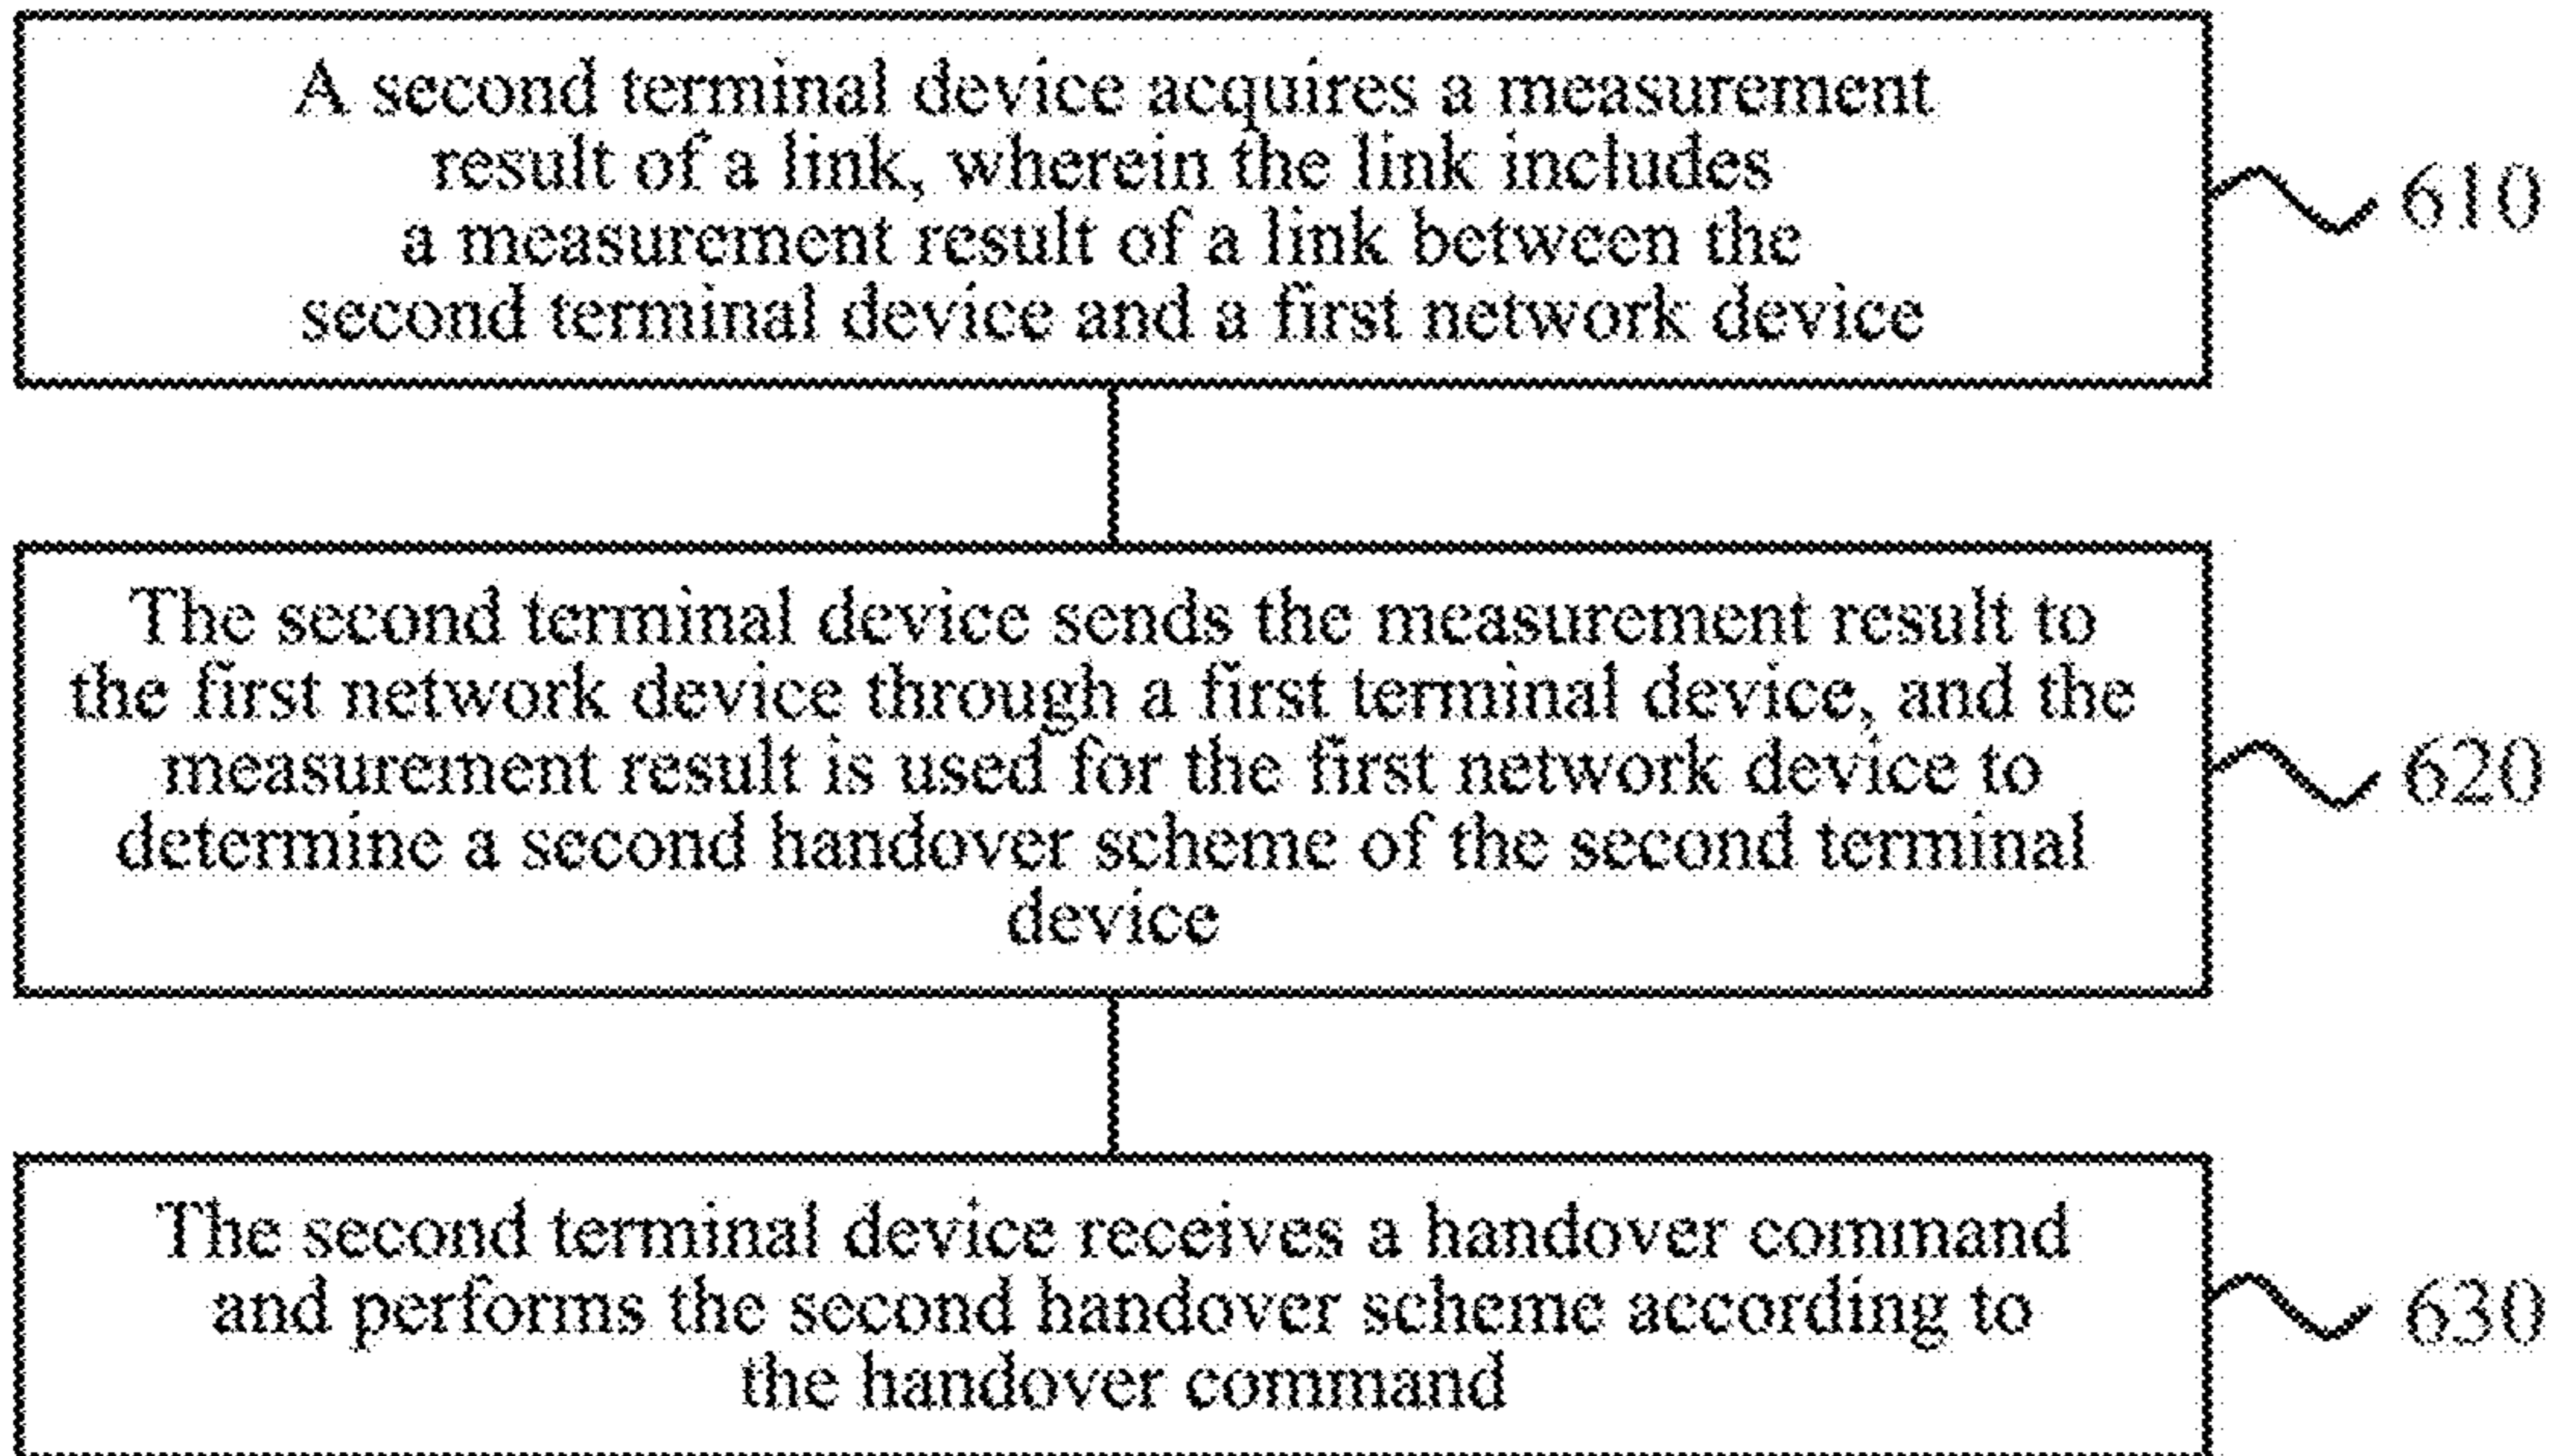 A second terminal device acquires a measurement
result of a link, wherein the link includes
a measurement result of a link between the
second terminal device and a first network device
610
The second terminal device sends the measurement result to
the first network device through a first terminal device, and the
measurement result is used for the first network device to
determine a second handover scheme of the second terminal
device
620
The second terminal device receives a handover command
and performs the second handover scheme according to
the handover command
630